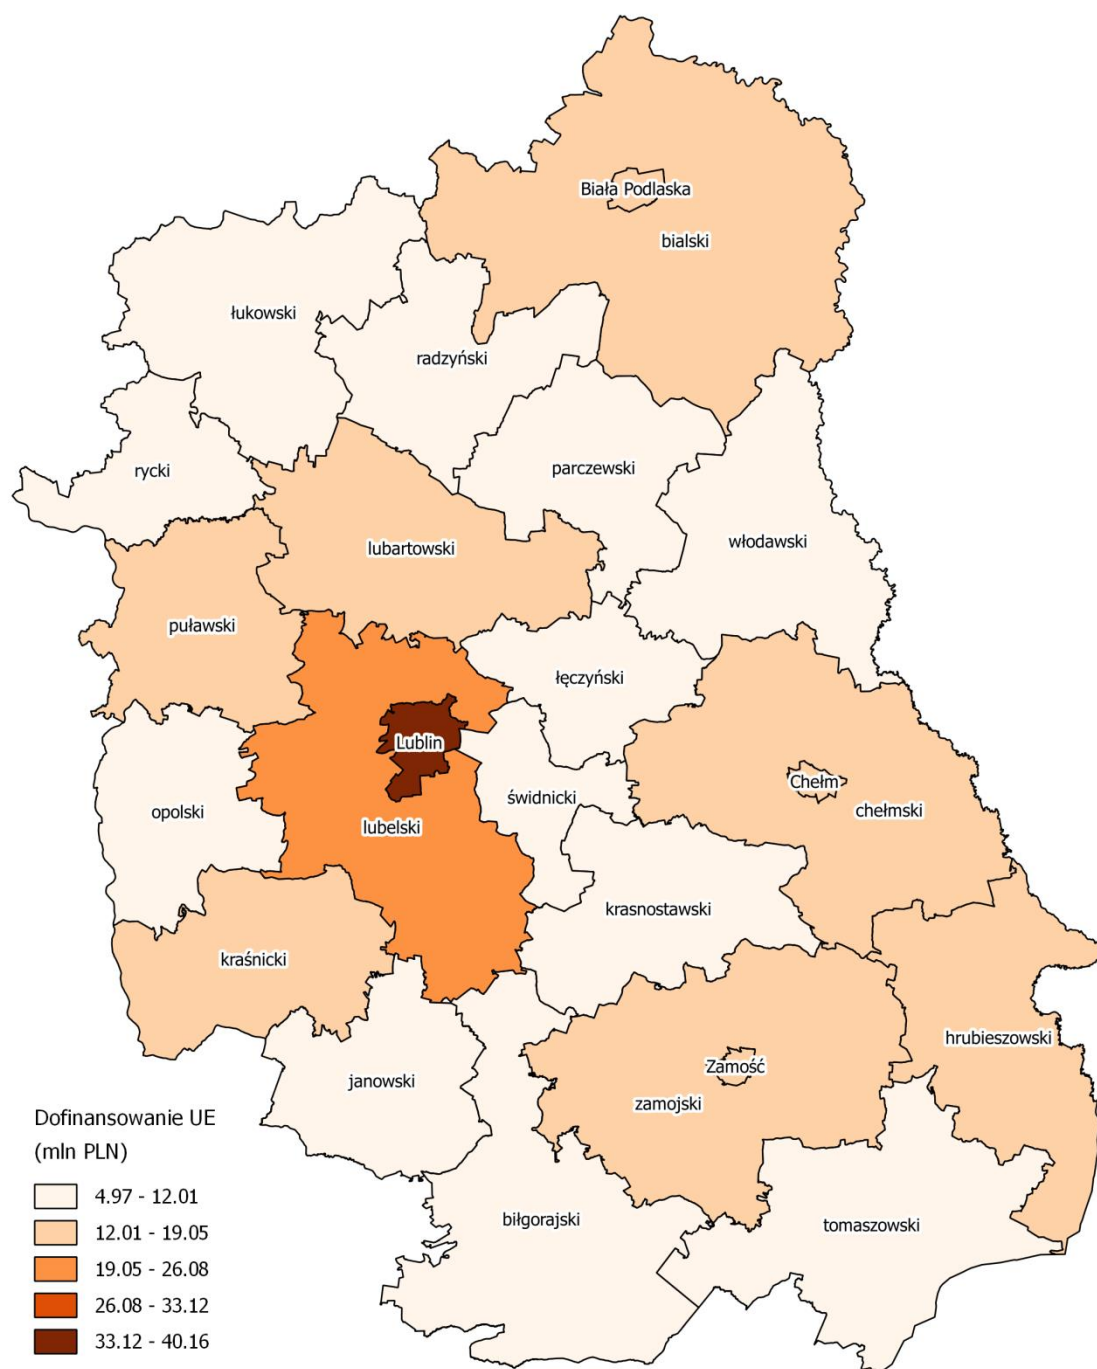 Biała Podlaska
bialski
łukowski
radzyński
rycki
parczewski
włodawski
lubartowski
puławski
łęczyński
Lublin
Chełm
świdnicki
opolski
chełmski
lubelski
krasnostawski
kraśnicki
hrubieszowski
Zamość
janowski
zamojski
biłgorajski
tomaszowski
Dofinansowanie UE
(mln PLN)
4.97 - 12.01
12.01 - 19.05
19.05 - 26.08
26.08 - 33.12
33.12 - 40.16